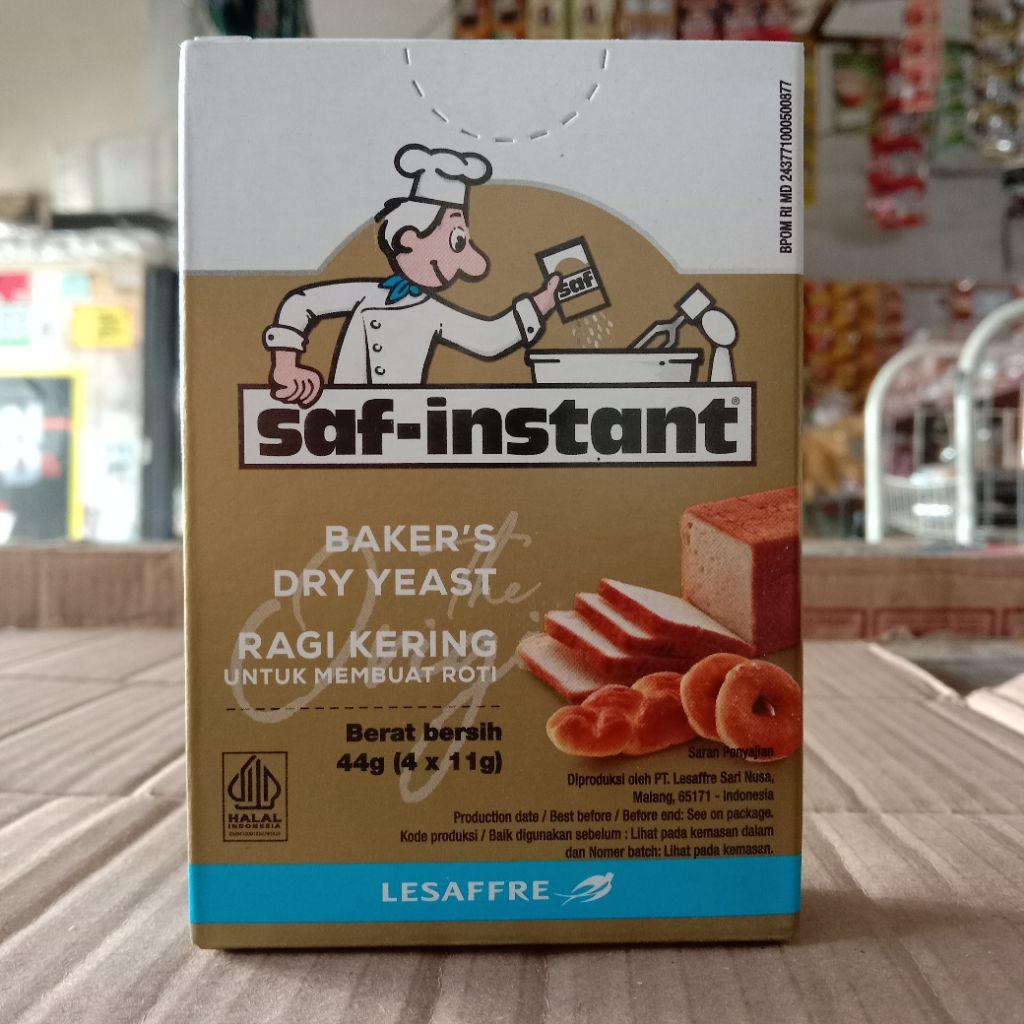 BPOM RI MD 243771000500877
saf
saf-instant®
BAKER'S
DRY YEAST
the
Original
RAGI KERING
UNTUK MEMBUAT ROTI
Berat bersih
44g (4 x 11g)
HALAL
INDONESIA
Saran Penyajian
Diproduksi oleh PT. Lesaffre Sari Nusa,
Malang, 65171 - Indonesia
Production date / Best before / Before end: See on package.
Kode produksi / Baik digunakan sebelum : Lihat pada kemasan dalam
dan Nomer batch: Lihat pada kemasan.
LESAFFRE